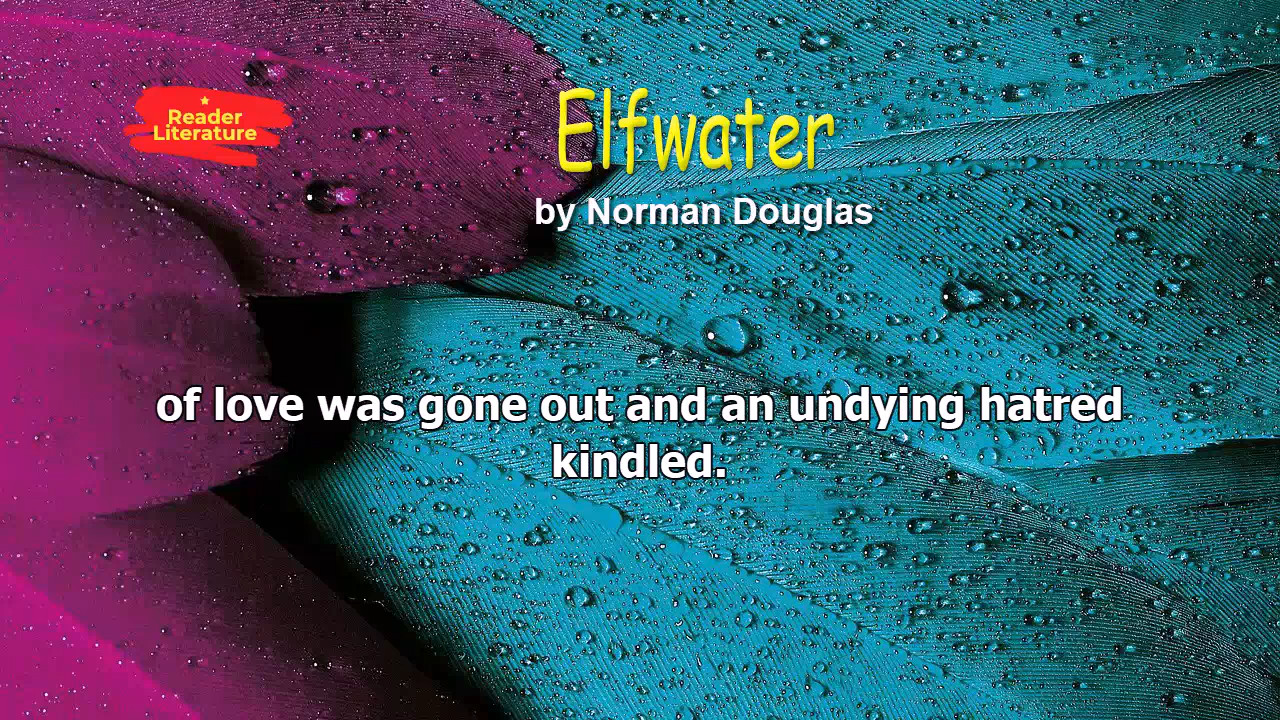 Reader
Literature
Elfwater
by Norman Douglas
of love was gone out and an undying hatred
kindled.